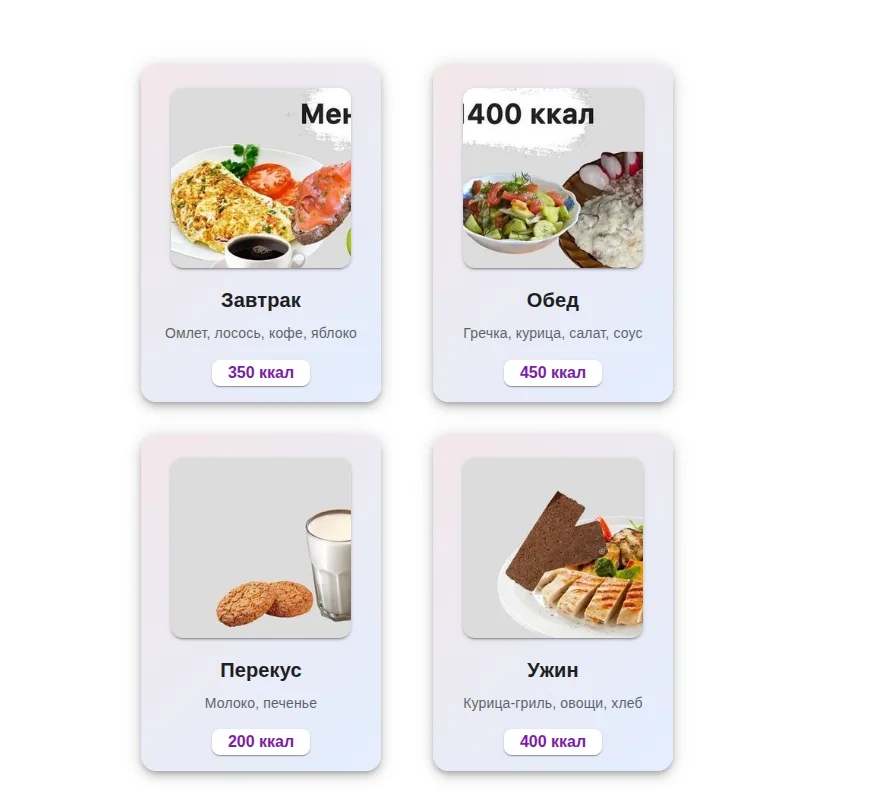 Мен
400 ккал
Завтрак
Обед
Омлет, лосось, кофе, яблоко
Гречка, курица, салат, соус
350 ккал
450 ккал
Перекус
Ужин
Молоко, печенье
Курица-гриль, овощи, хлеб
200 ккал
400 ккал